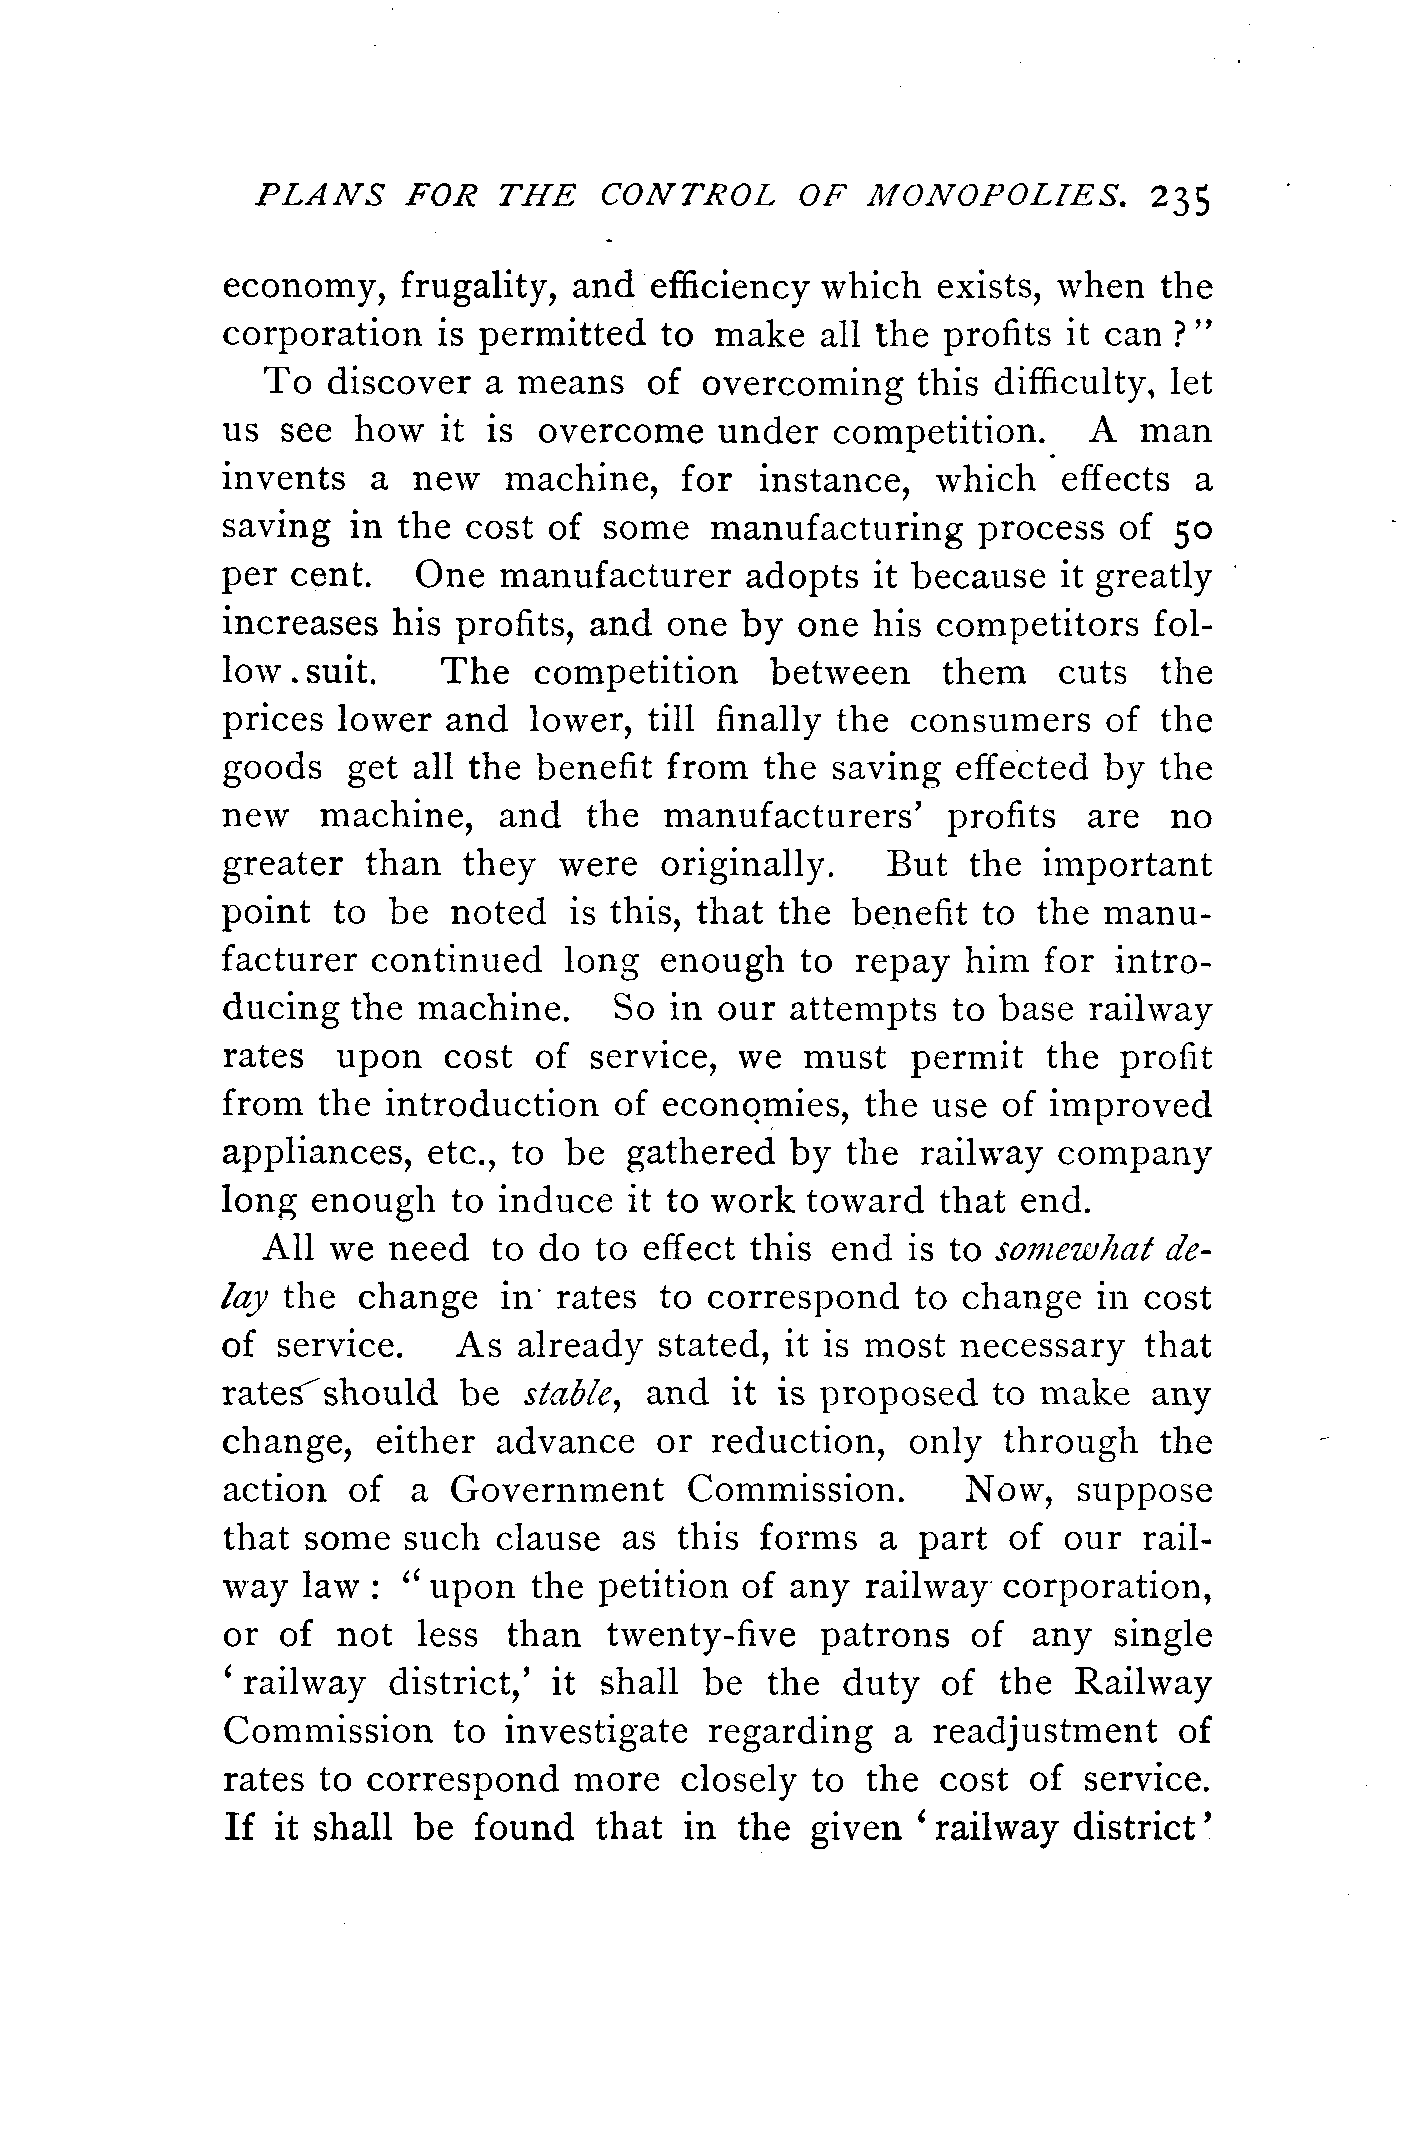 PLANS FOR THE CONTROL OF MONOPOLIES. 235
economy, frugality, and efficiency which exists, when the
corporation is permitted to make all the profits it can ?"
To discover a means of overcoming this difficulty, let
us see how it is overcome under competition. A man
invents a new machine, for instance, which effects a
saving in the cost of some manufacturing process of 50
per cent. One manufacturer adopts it because it greatly
increases his profits, and one by one his competitors fol-
low suit. The competition between them cuts the
prices lower and lower, till finally the consumers of the
goods get all the benefit from the saving effected by the
new machine, and the manufacturers' profits are no
greater than they were originally. But the important
point to be noted is this, that the benefit to the manu-
facturer continued long enough to repay him for intro-
ducing the machine. So in our attempts to base railway
rates upon cost of service, we must permit the profit
from the introduction of economies, the use of improved
appliances, etc., to be gathered by the railway company
long enough to induce it to work toward that end.
All we need to do to effect this end is to somewhat de-
lay the change in rates to correspond to change in cost
of service. As already stated, it is most necessary that
rates should be stable, and it is proposed to make any
change, either advance or reduction, only through the
action of a Government Commission. Now, suppose
that some such clause as this forms a part of our rail-
way law : "upon the petition of any railway corporation,
or of not less than twenty-five patrons of any single
'railway district,' it shall be the duty of the Railway
Commission to investigate regarding a readjustment of
rates to correspond more closely to the cost of service.
If it shall be found that in the given 'railway district'